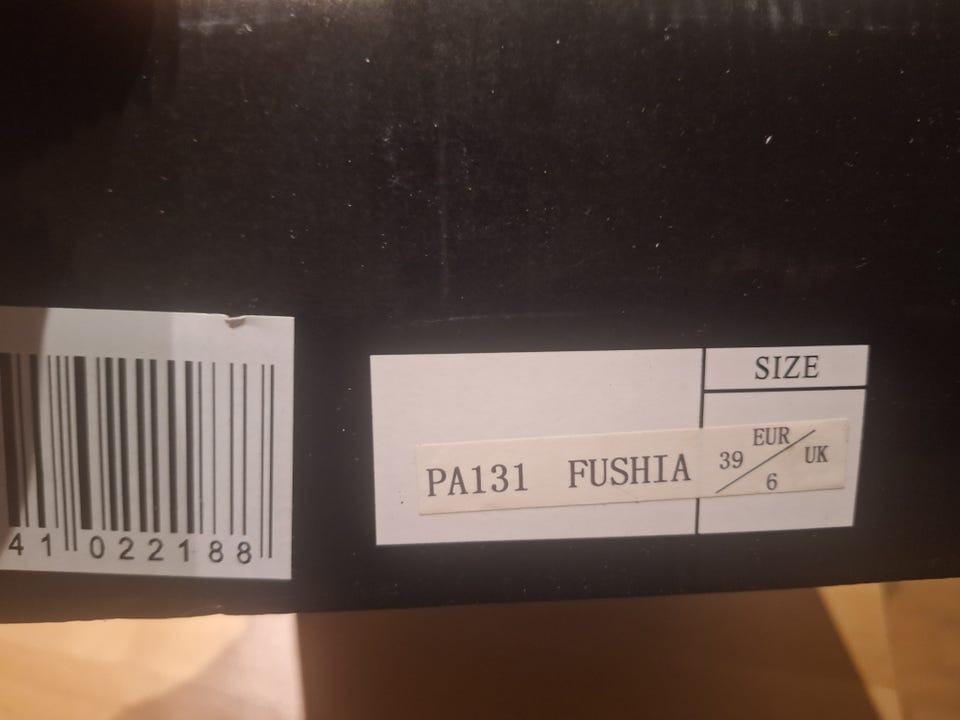 41 022188
SIZE
PA131 FUSHIA
39 EUR
6 UK